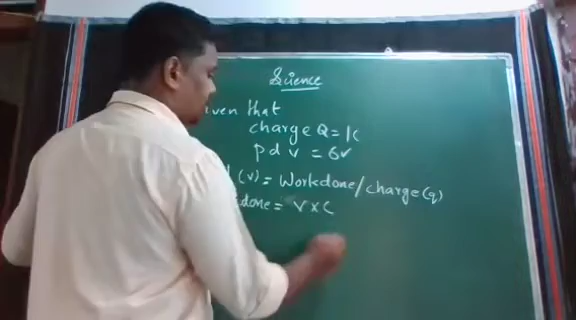 Science
ven that
charge Q = 1C
pd v = 6v
(v) = Workdone/charge(q)
done = V x C